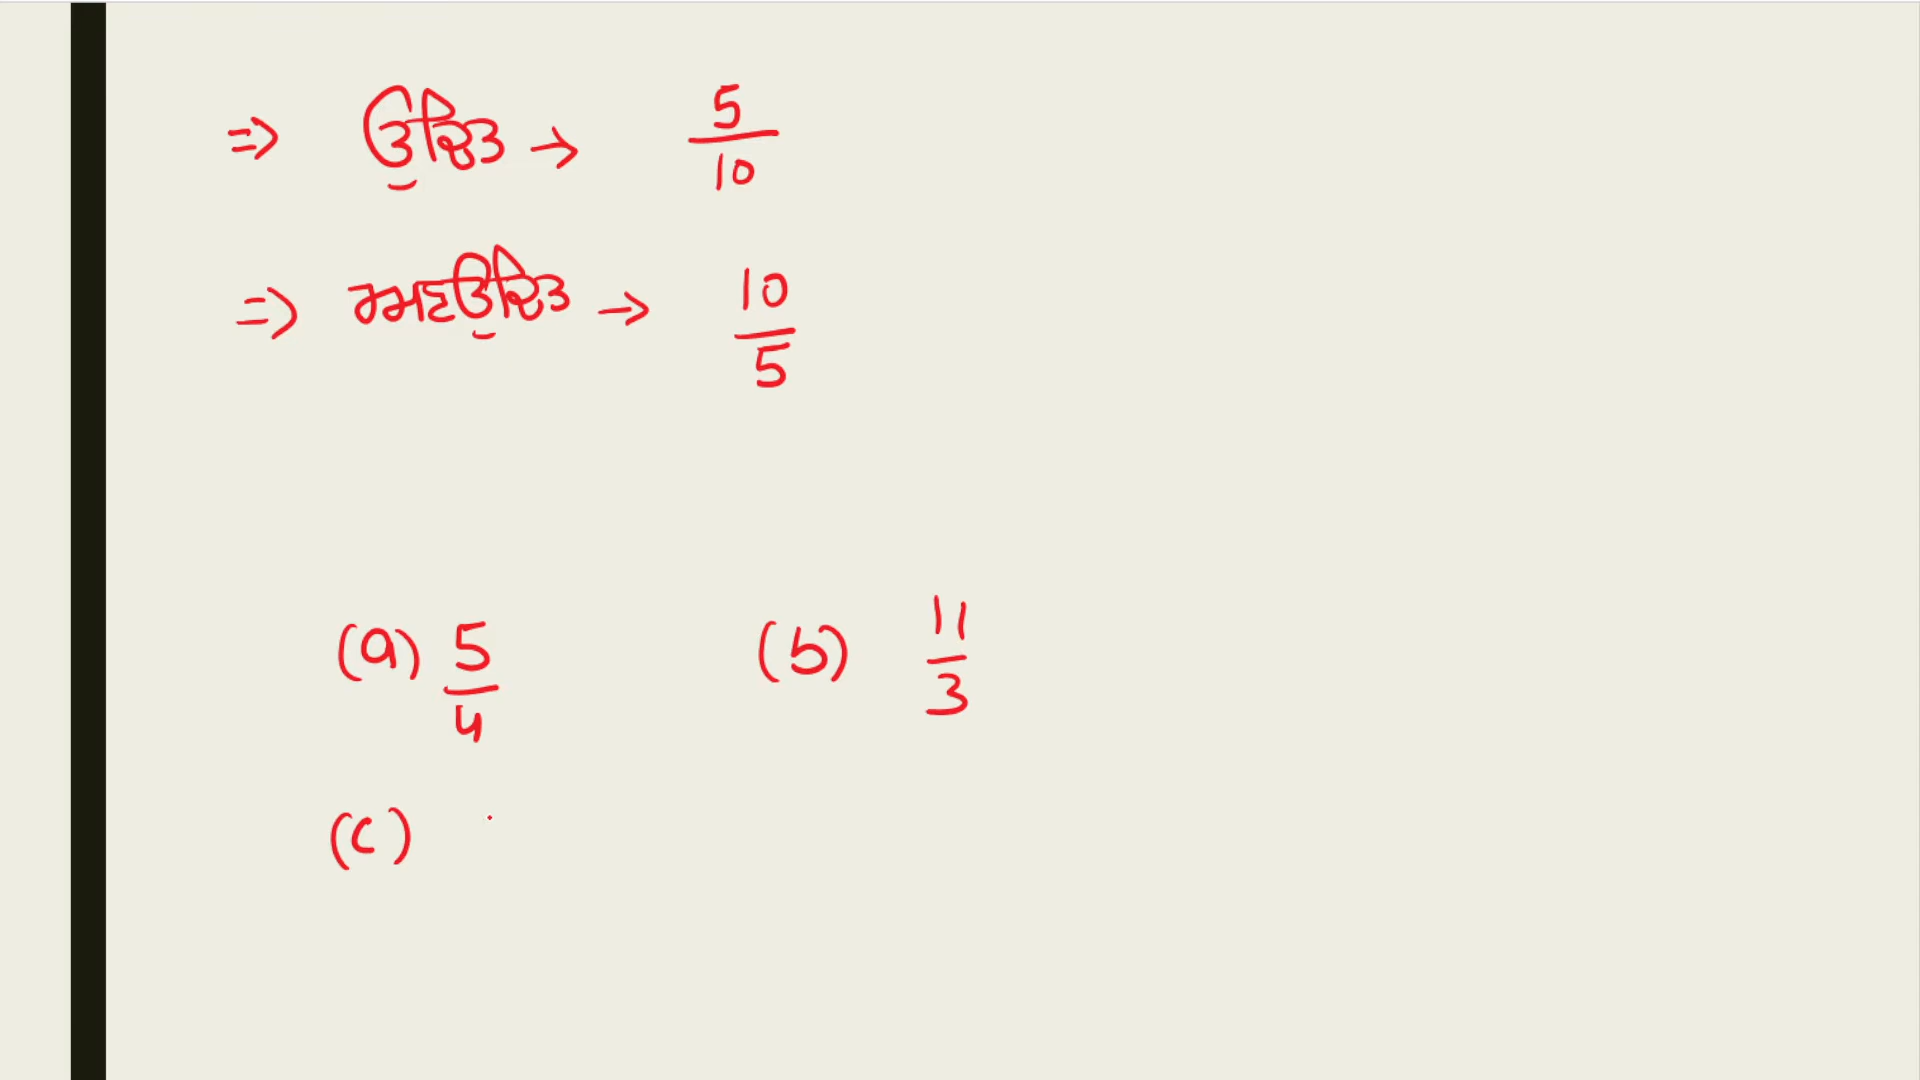 ⇒ ਉਚਿਤ → 5/10
⇒ ਅਣਉਚਿਤ → 10/5
(a) 5/4 (b) 11/3
(c)